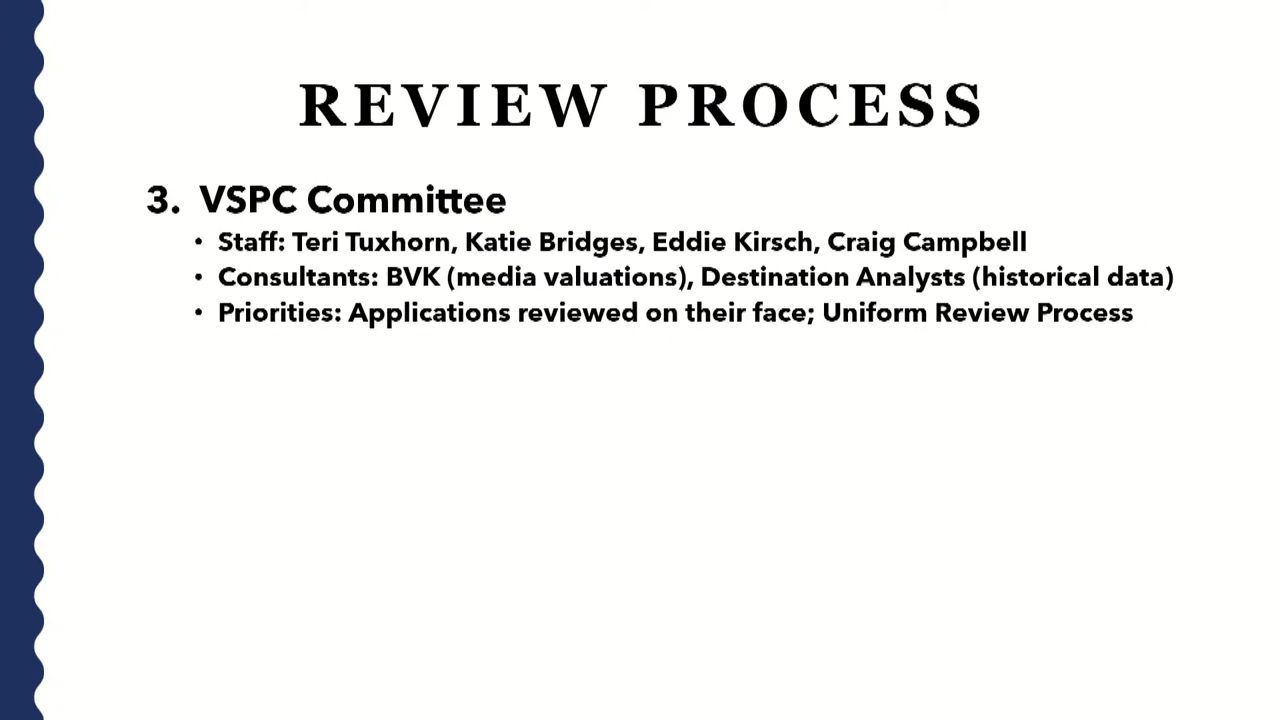 REVIEW PROCESS
3. VSPC Committee
• Staff: Teri Tuxhorn, Katie Bridges, Eddie Kirsch, Craig Campbell
• Consultants: BVK (media valuations), Destination Analysts (historical data)
• Priorities: Applications reviewed on their face; Uniform Review Process